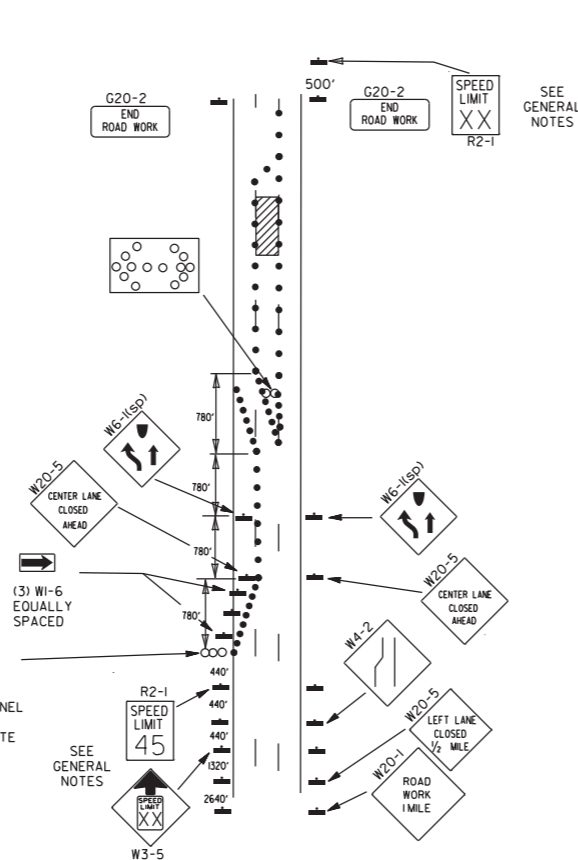 500'
G20-2
END
ROAD WORK
G20-2
END
ROAD WORK
SPEED
LIMIT
XX
R2-1
SEE
GENERAL
NOTES
780'
W6-1(sp)
780'
W20-5
CENTER LANE
CLOSED
AHEAD
780'
W6-1(sp)
(3) W1-6
EQUALLY
SPACED
780'
W20-5
CENTER LANE
CLOSED
AHEAD
440'
W4-2
R2-1
SPEED
LIMIT
45
440'
NEL
TE
440'
W20-5
LEFT LANE
CLOSED
1/2 MILE
SEE
GENERAL
NOTES
1320'
W20-1
ROAD
WORK
1 MILE
2640'
SPEED
LIMIT
XX
W3-5